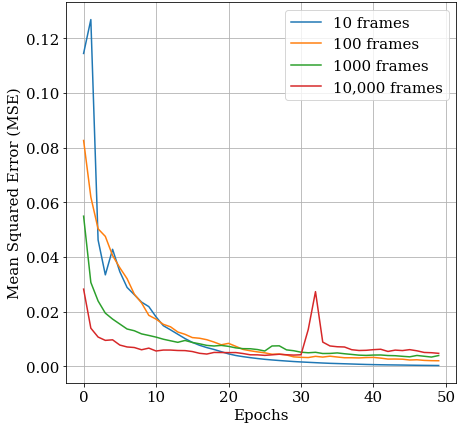 10 frames
100 frames
1000 frames
10,000 frames
Mean Squared Error (MSE)
0.12
0.10
0.08
0.06
0.04
0.02
0.00
0 10 20 30 40 50
Epochs